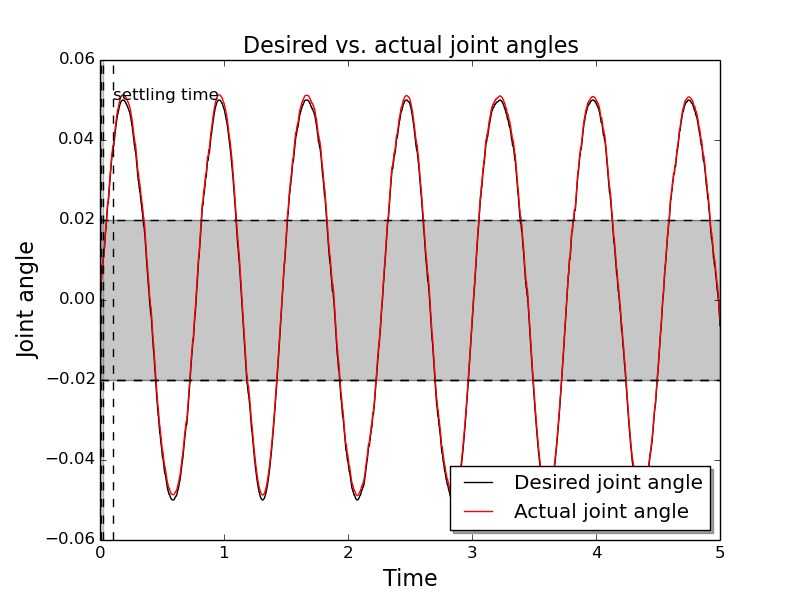 Desired vs. actual joint angles
0.06
0.04
0.02
0.00
−0.02
−0.04
−0.06
Joint angle
settling time
Desired joint angle
Actual joint angle
0 1 2 3 4 5
Time